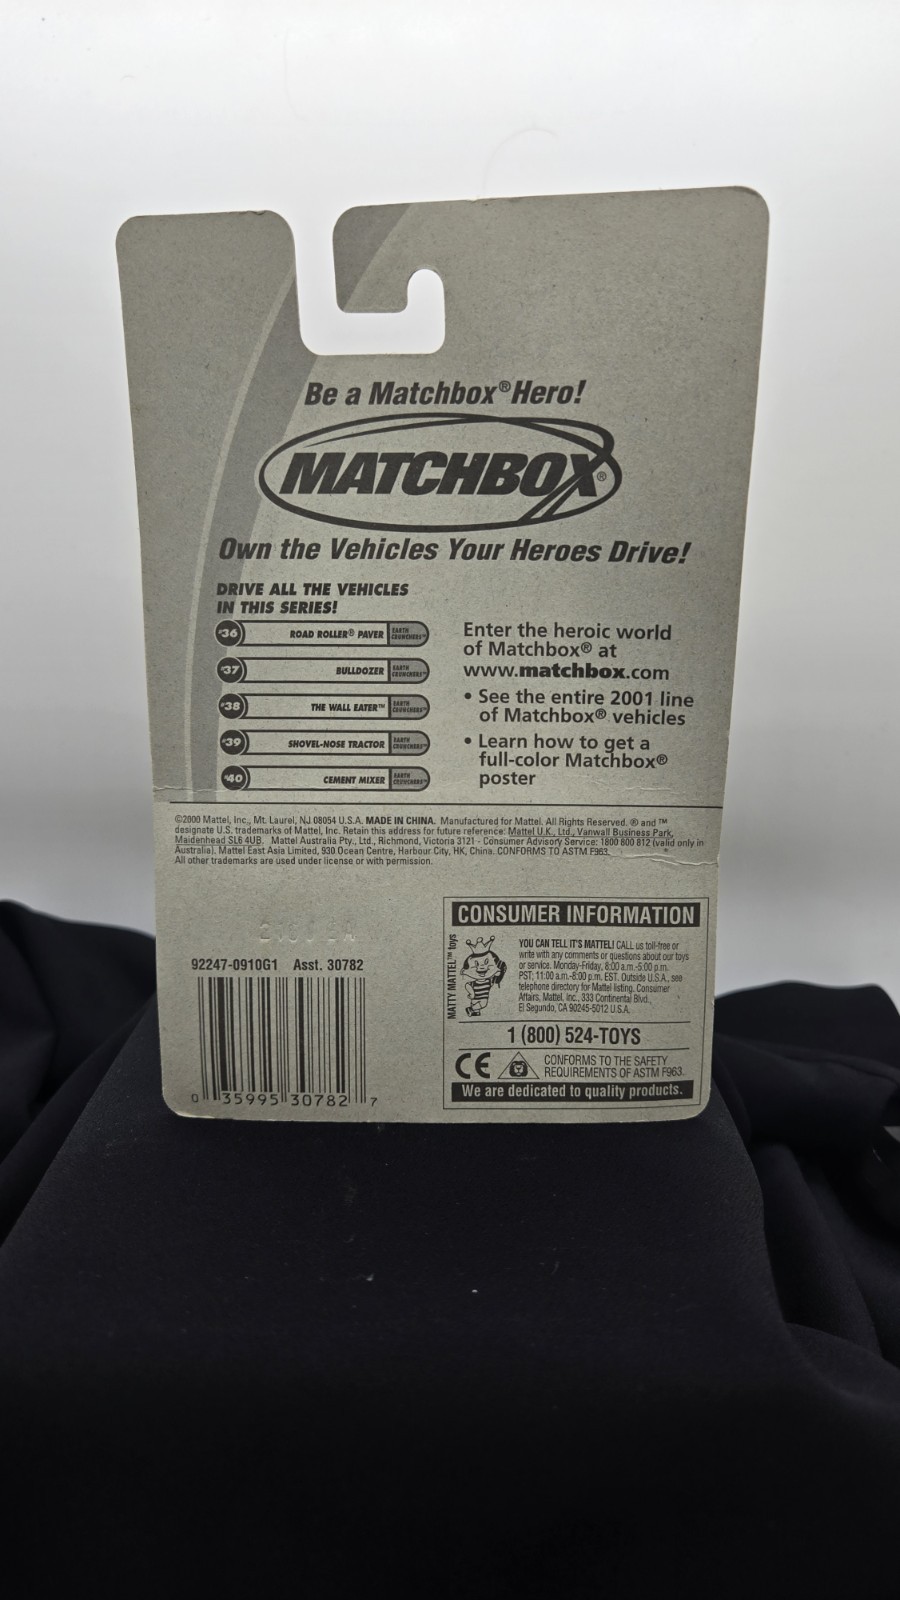 Be a Matchbox® Hero!
MATCHBOX®
Own the Vehicles Your Heroes Drive!
DRIVE ALL THE VEHICLES
IN THIS SERIES!
#36 ROAD ROLLER® PAVER EARTH CRUNCHERS™
#37 BULLDOZER EARTH CRUNCHERS™
#38 THE WALL EATER™ EARTH CRUNCHERS™
#39 SHOVEL-NOSE TRACTOR EARTH CRUNCHERS™
#40 CEMENT MIXER EARTH CRUNCHERS™
Enter the heroic world
of Matchbox® at
www.matchbox.com
• See the entire 2001 line
of Matchbox® vehicles
• Learn how to get a
full-color Matchbox®
poster
©2000 Mattel, Inc., Mt. Laurel, NJ 08054 U.S.A. MADE IN CHINA. Manufactured for Mattel. All Rights Reserved. ® and ™
designate U.S. trademarks of Mattel, Inc. Retain this address for future reference: Mattel U.K., Ltd., Vanwall Business Park,
Maidenhead SL6 4UB. Mattel Australia Pty., Ltd., Richmond, Victoria 3121 - Consumer Advisory Service: 1800 800 812 (valid only in
Australia). Mattel East Asia Limited, 930 Ocean Centre, Harbour City, HK, China. CONFORMS TO ASTM F963.
All other trademarks are used under license or with permission.
92247-0910G1 Asst. 30782
0 35995 30782 7
CONSUMER INFORMATION
MATTY MATTEL™ toys
YOU CAN TELL IT'S MATTEL! CALL us toll-free or
write with any comments or questions about our toys
or service. Monday-Friday, 8:00 a.m.-5:00 p.m.
PST; 11:00 a.m.-8:00 p.m. EST. Outside U.S.A., see
telephone directory for Mattel listing. Consumer
Affairs, Mattel, Inc., 333 Continental Blvd.,
El Segundo, CA 90245-5012 U.S.A.
1 (800) 524-TOYS
CE
CONFORMS TO THE SAFETY
REQUIREMENTS OF ASTM F963.
We are dedicated to quality products.